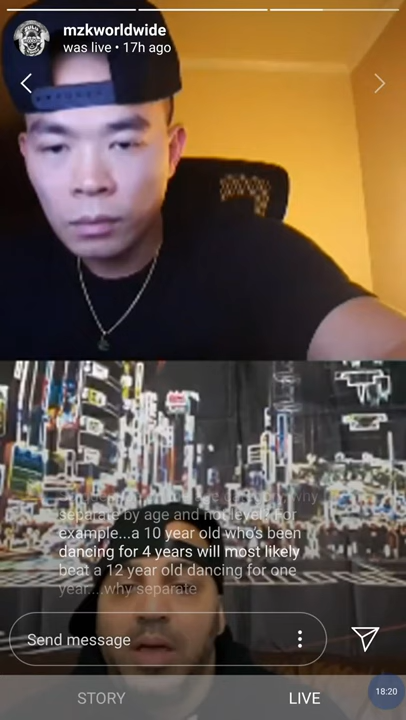 mzkworldwide
was live • 17h ago
why
separate by age and not level? For
example...a 10 year old who's been
dancing for 4 years will most likely
beat a 12 year old dancing for one
year....why separate
Send message
STORY
LIVE
18:20